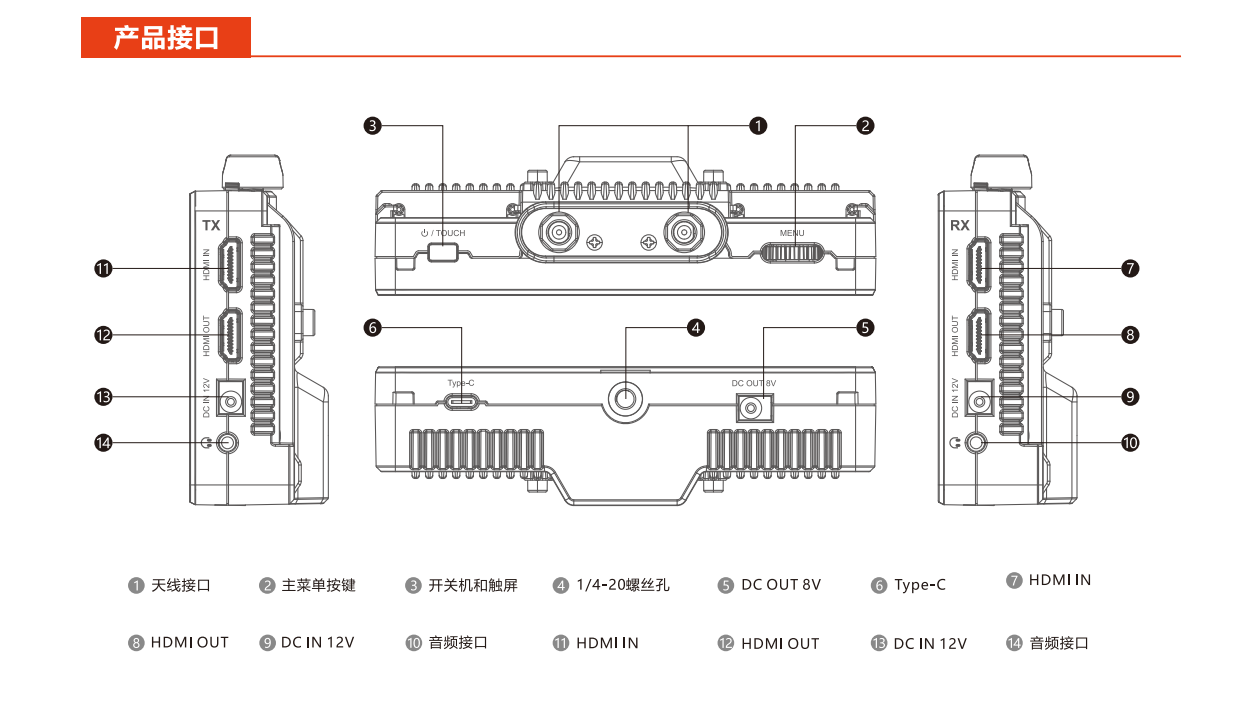 产品接口
3
1
2
TX
RX
⏻ / TOUCH
MENU
HDMI IN
HDMI IN
11
7
HDMI OUT
HDMI OUT
12
8
6
4
5
Type-C
DC OUT 8V
DC IN 12V
DC IN 12V
13
9
14
10
1 天线接口
2 主菜单按键
3 开关机和触屏
4 1/4-20螺丝孔
5 DC OUT 8V
6 Type-C
7 HDMI IN
8 HDMI OUT
9 DC IN 12V
10 音频接口
11 HDMI IN
12 HDMI OUT
13 DC IN 12V
14 音频接口